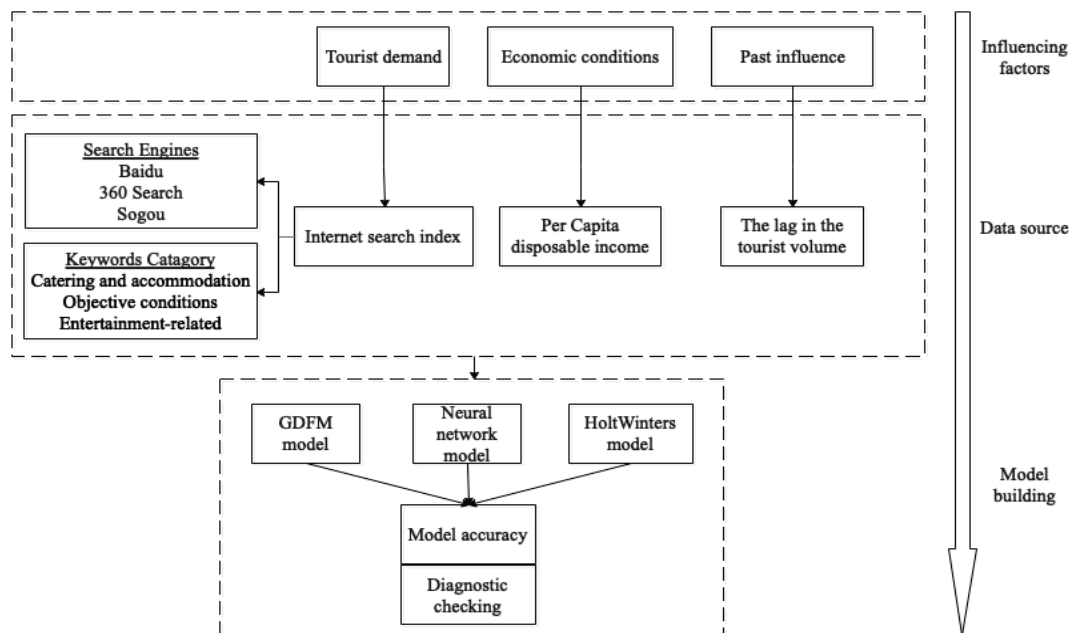 Tourist demand
Economic conditions
Past influence
Influencing
factors
Search Engines
Baidu
360 Search
Sogou
Internet search index
Per Capita
disposable income
The lag in the
tourist volume
Data source
Keywords Catagory
Catering and accommodation
Objective conditions
Entertainment-related
GDFM
model
Neural
network
model
HoltWinters
model
Model
building
Model accuracy
Diagnostic
checking